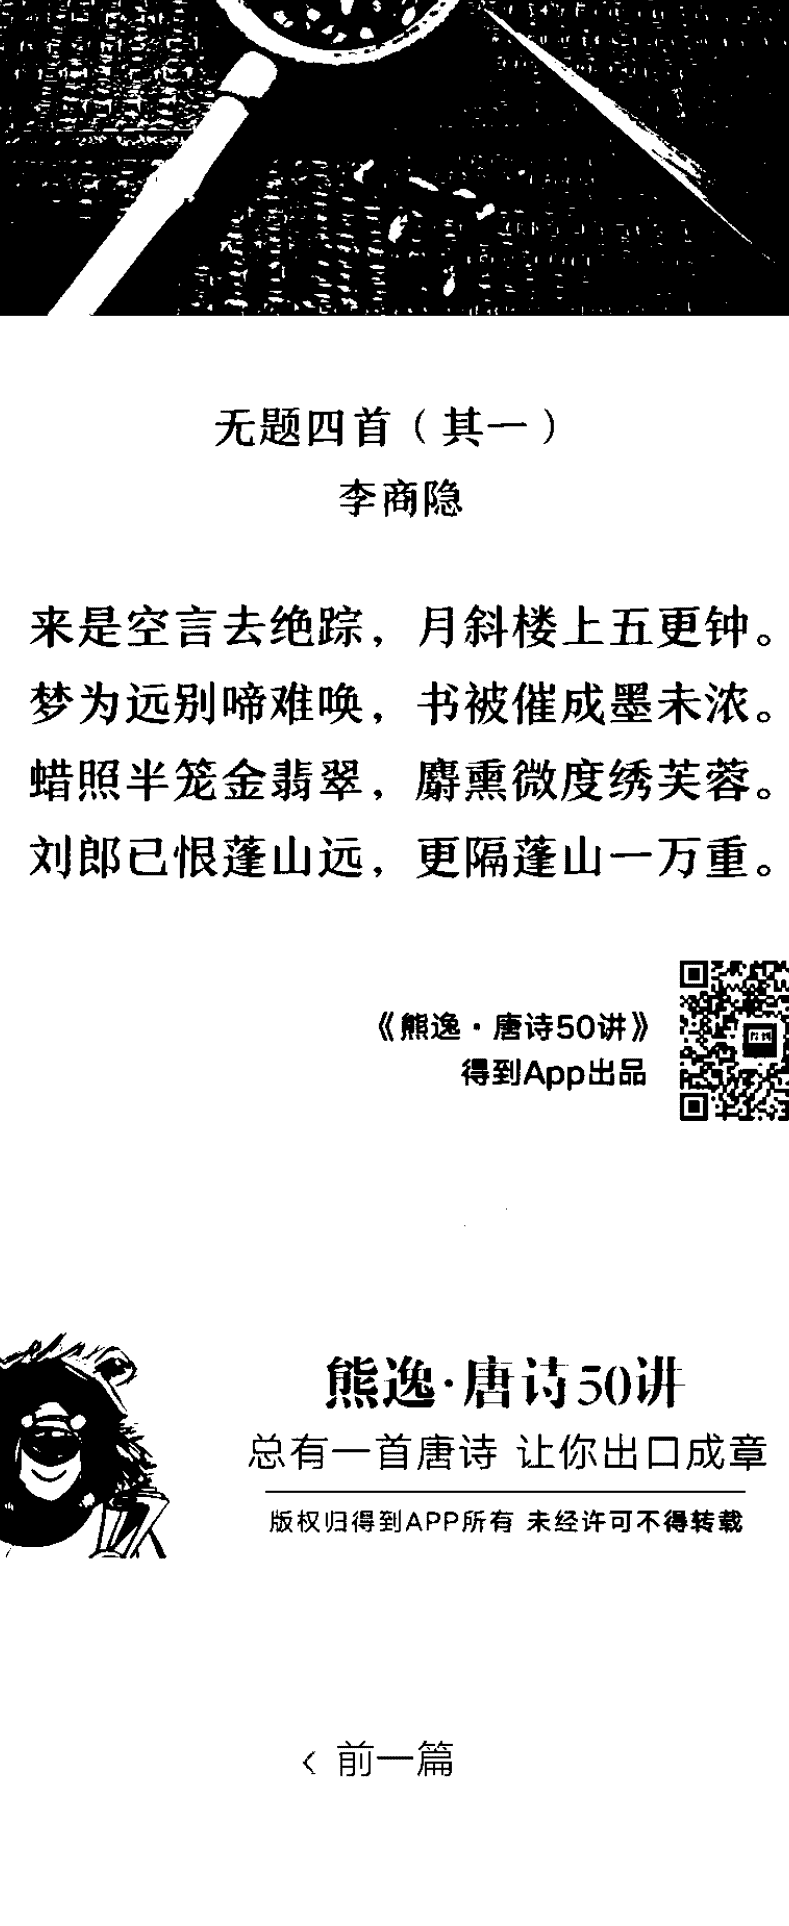 无题四首（其一）
李商隐
来是空言去绝踪，月斜楼上五更钟。
梦为远别啼难唤，书被催成墨未浓。
蜡照半笼金翡翠，麝熏微度绣芙蓉。
刘郎已恨蓬山远，更隔蓬山一万重。
《熊逸·唐诗50讲》
得到App出品
熊逸·唐诗50讲
总有一首唐诗 让你出口成章
版权归得到APP所有 未经许可不得转载
< 前一篇